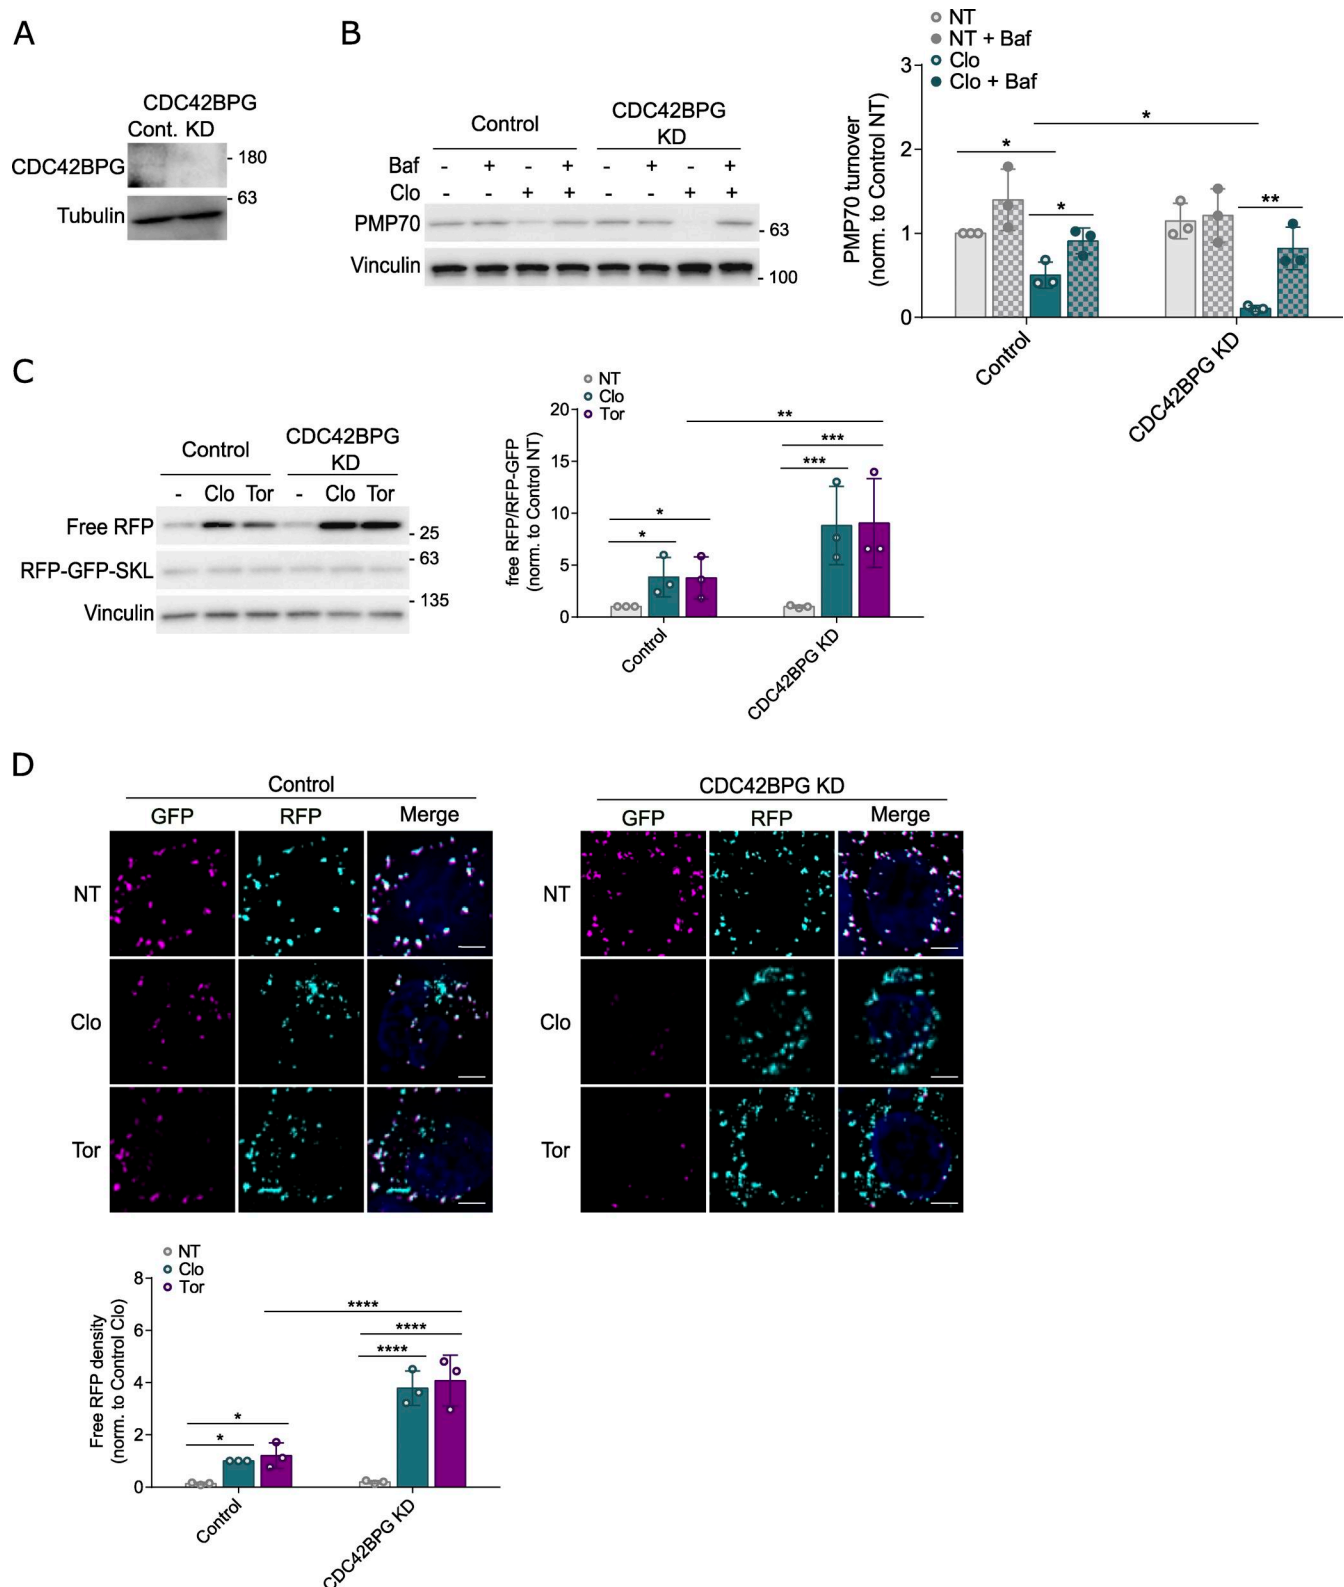 A
CDC42BPG
Cont. KD
CDC42BPG
- 180
- 63
Tubulin
B
Control
CDC42BPG
KD
Baf - + - + - + - +
Clo - - + + - - + +
PMP70
- 63
Vinculin
- 100
NT
NT + Baf
Clo
Clo + Baf
PMP70 turnover
(norm. to Control NT)
3
2
1
0
*
*
*
**
Control
CDC42BPG KD
C
Control
CDC42BPG
KD
- Clo Tor - Clo Tor
Free RFP
- 25
- 63
RFP-GFP-SKL
- 135
Vinculin
NT
Clo
Tor
free RFP/RFP-GFP
(norm. to Control NT)
20
15
10
5
0
**
***
***
*
*
Control
CDC42BPG KD
D
Control
GFP RFP Merge
CDC42BPG KD
GFP RFP Merge
NT
NT
Clo
Clo
Tor
Tor
NT
Clo
Tor
Free RFP density
(norm. to Control Clo)
8
6
4
2
0
****
****
****
*
*
Control
CDC42BPG KD